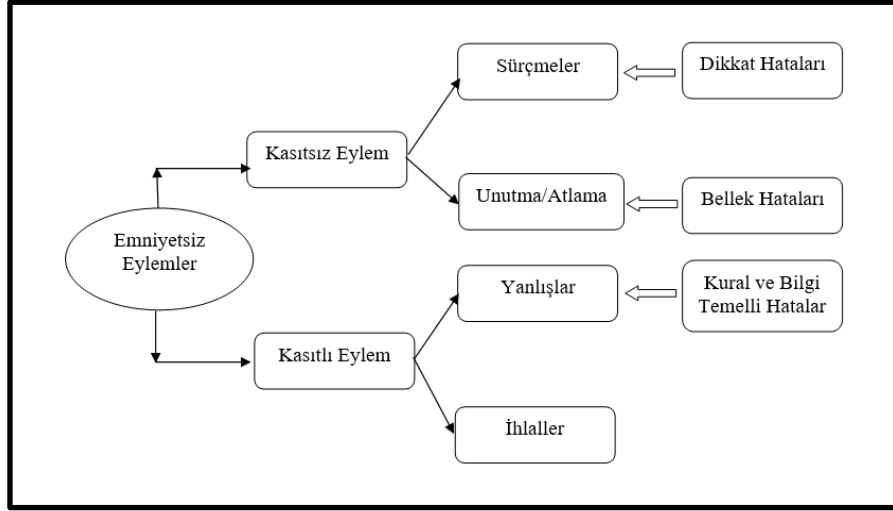 Sürçmeler
Dikkat Hataları
Kasıtsız Eylem
Unutma/Atlama
Bellek Hataları
Emniyetsiz
Eylemler
Yanlışlar
Kural ve Bilgi
Temelli Hatalar
Kasıtlı Eylem
İhlaller